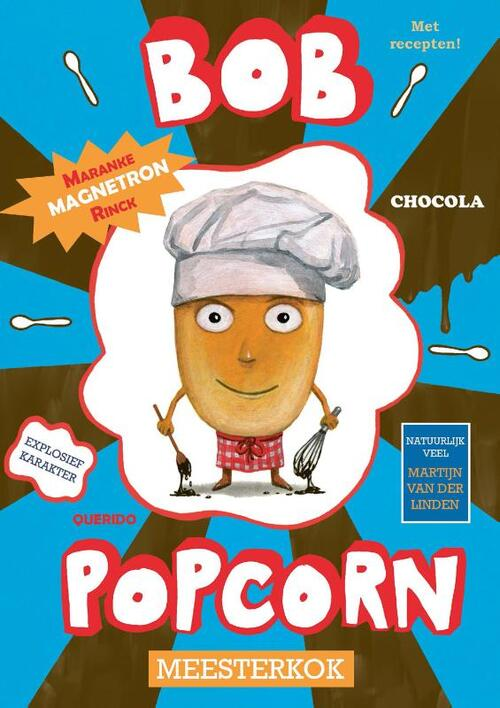 BOB
Met
recepten!
MARANKE
MAGNETRON
RINCK
CHOCOLA
EXPLOSIEF
KARAKTER
NATUURLIJK
VEEL
MARTIJN
VAN DER
LINDEN
QUERIDO
POPCORN
MEESTERKOK